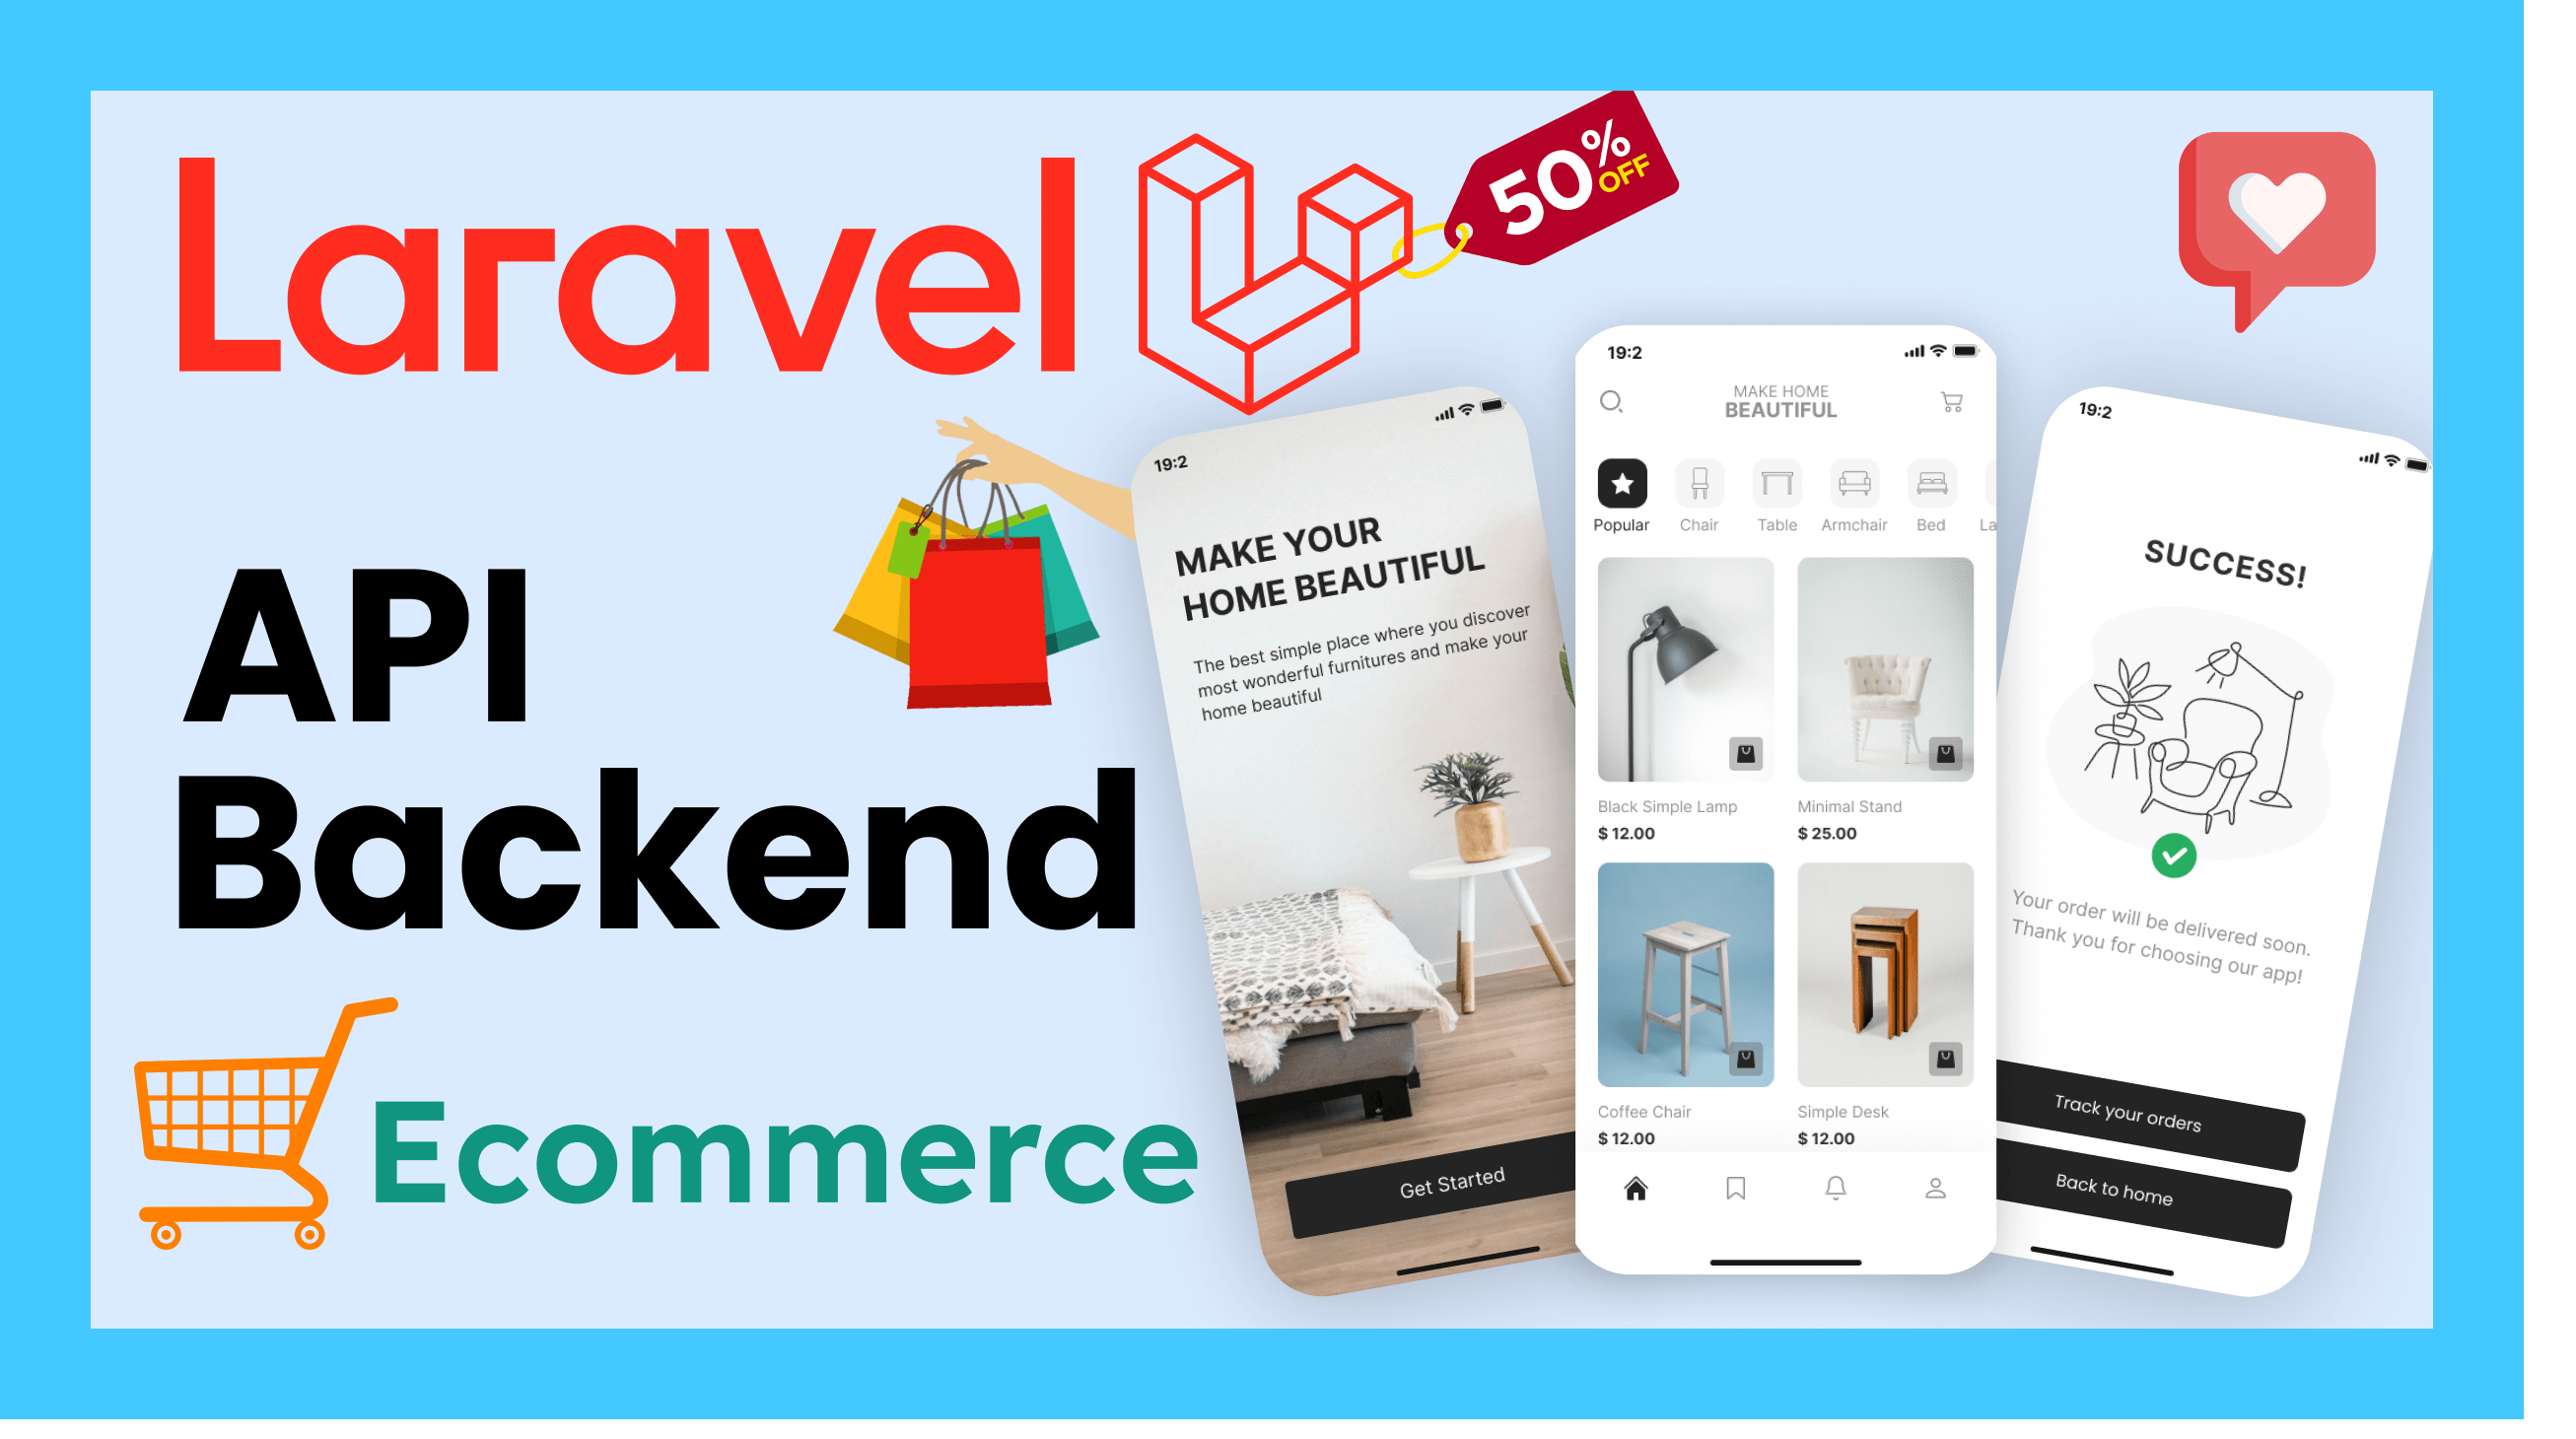 Laravel
50%
OFF
API
Backend
Ecommerce
19:2
MAKE YOUR
HOME BEAUTIFUL
The best simple place where you discover
most wonderful furnitures and make your
home beautiful
Get Started
19:2
MAKE HOME
BEAUTIFUL
Popular
Chair
Table
Armchair
Bed
La
Black Simple Lamp
$ 12.00
Minimal Stand
$ 25.00
Coffee Chair
$ 12.00
Simple Desk
$ 12.00
19:2
SUCCESS!
Your order will be delivered soon.
Thank you for choosing our app!
Track your orders
Back to home